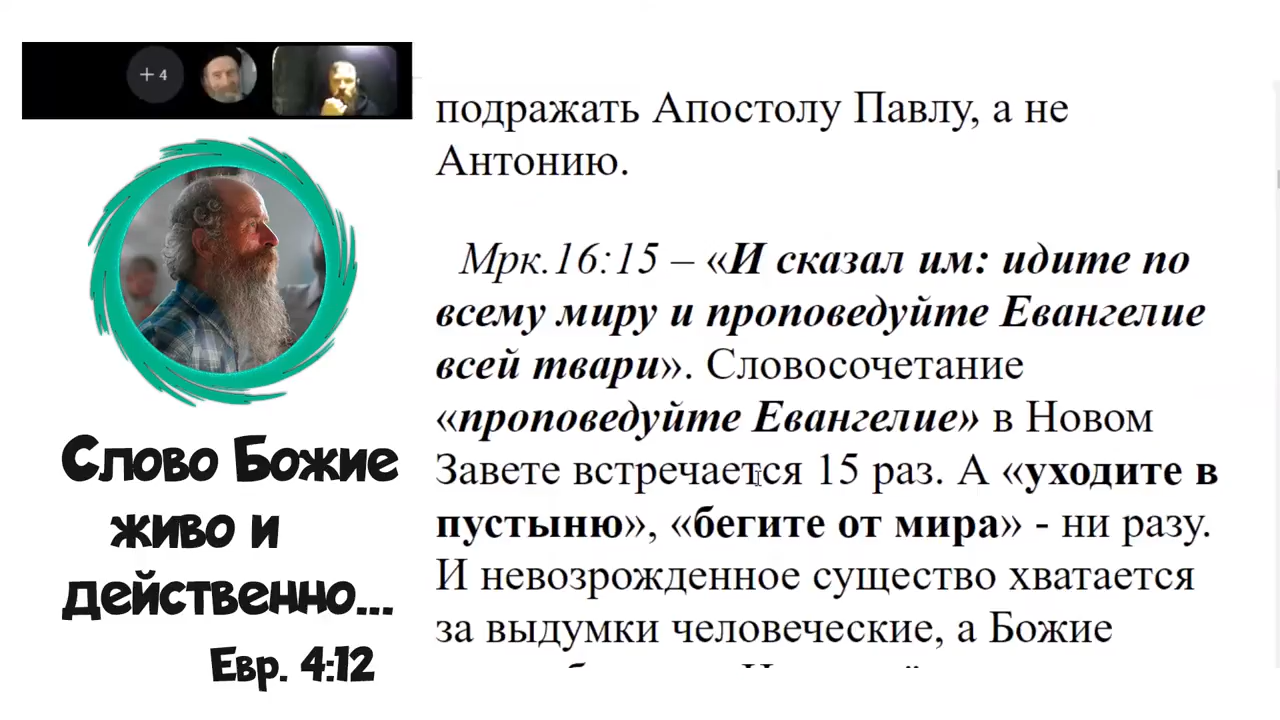 + 4
подражать Апостолу Павлу, а не
Антонию.
Мрк.16:15 – «И сказал им: идите по
всему миру и проповедуйте Евангелие
всей твари». Словосочетание
«проповедуйте Евангелие» в Новом
Завете встречается 15 раз. А «уходите в
пустыню», «бегите от мира» - ни разу.
И невозрожденное существо хватается
за выдумки человеческие, а Божие
Слово Божие
живо и
действенно...
Евр. 4:12